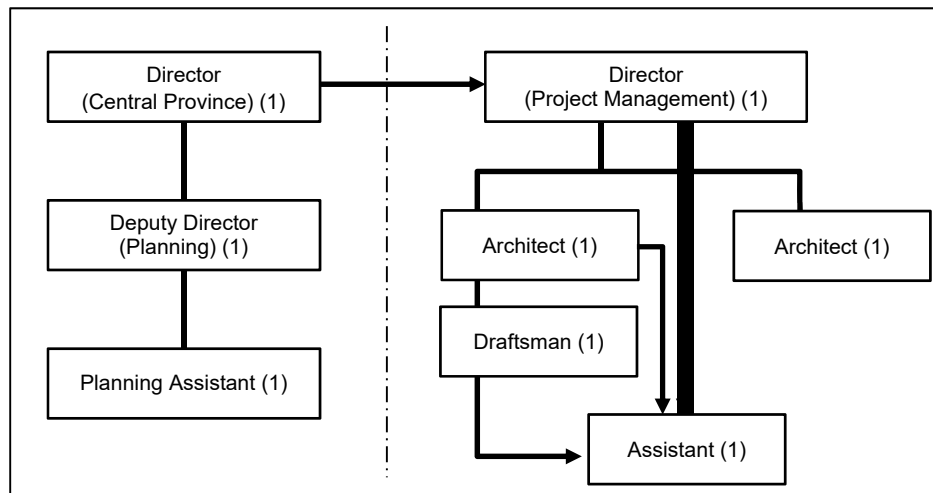 Director
(Central Province) (1)
Director
(Project Management) (1)
Deputy Director
(Planning) (1)
Architect (1)
Architect (1)
Draftsman (1)
Planning Assistant (1)
Assistant (1)